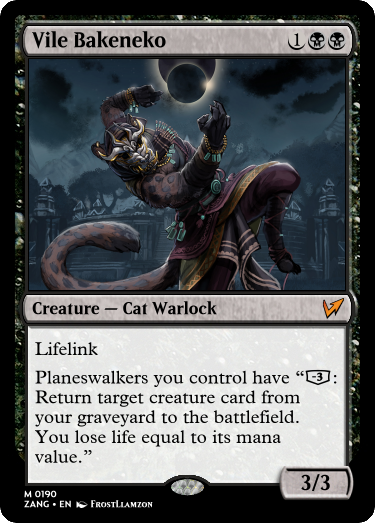 Vile Bakeneko 1
Creature — Cat Warlock
Lifelink
Planeswalkers you control have “-3:
Return target creature card from
your graveyard to the battlefield.
You lose life equal to its mana
value.”
3/3
M 0190
ZANG • EN FrostLlamzon